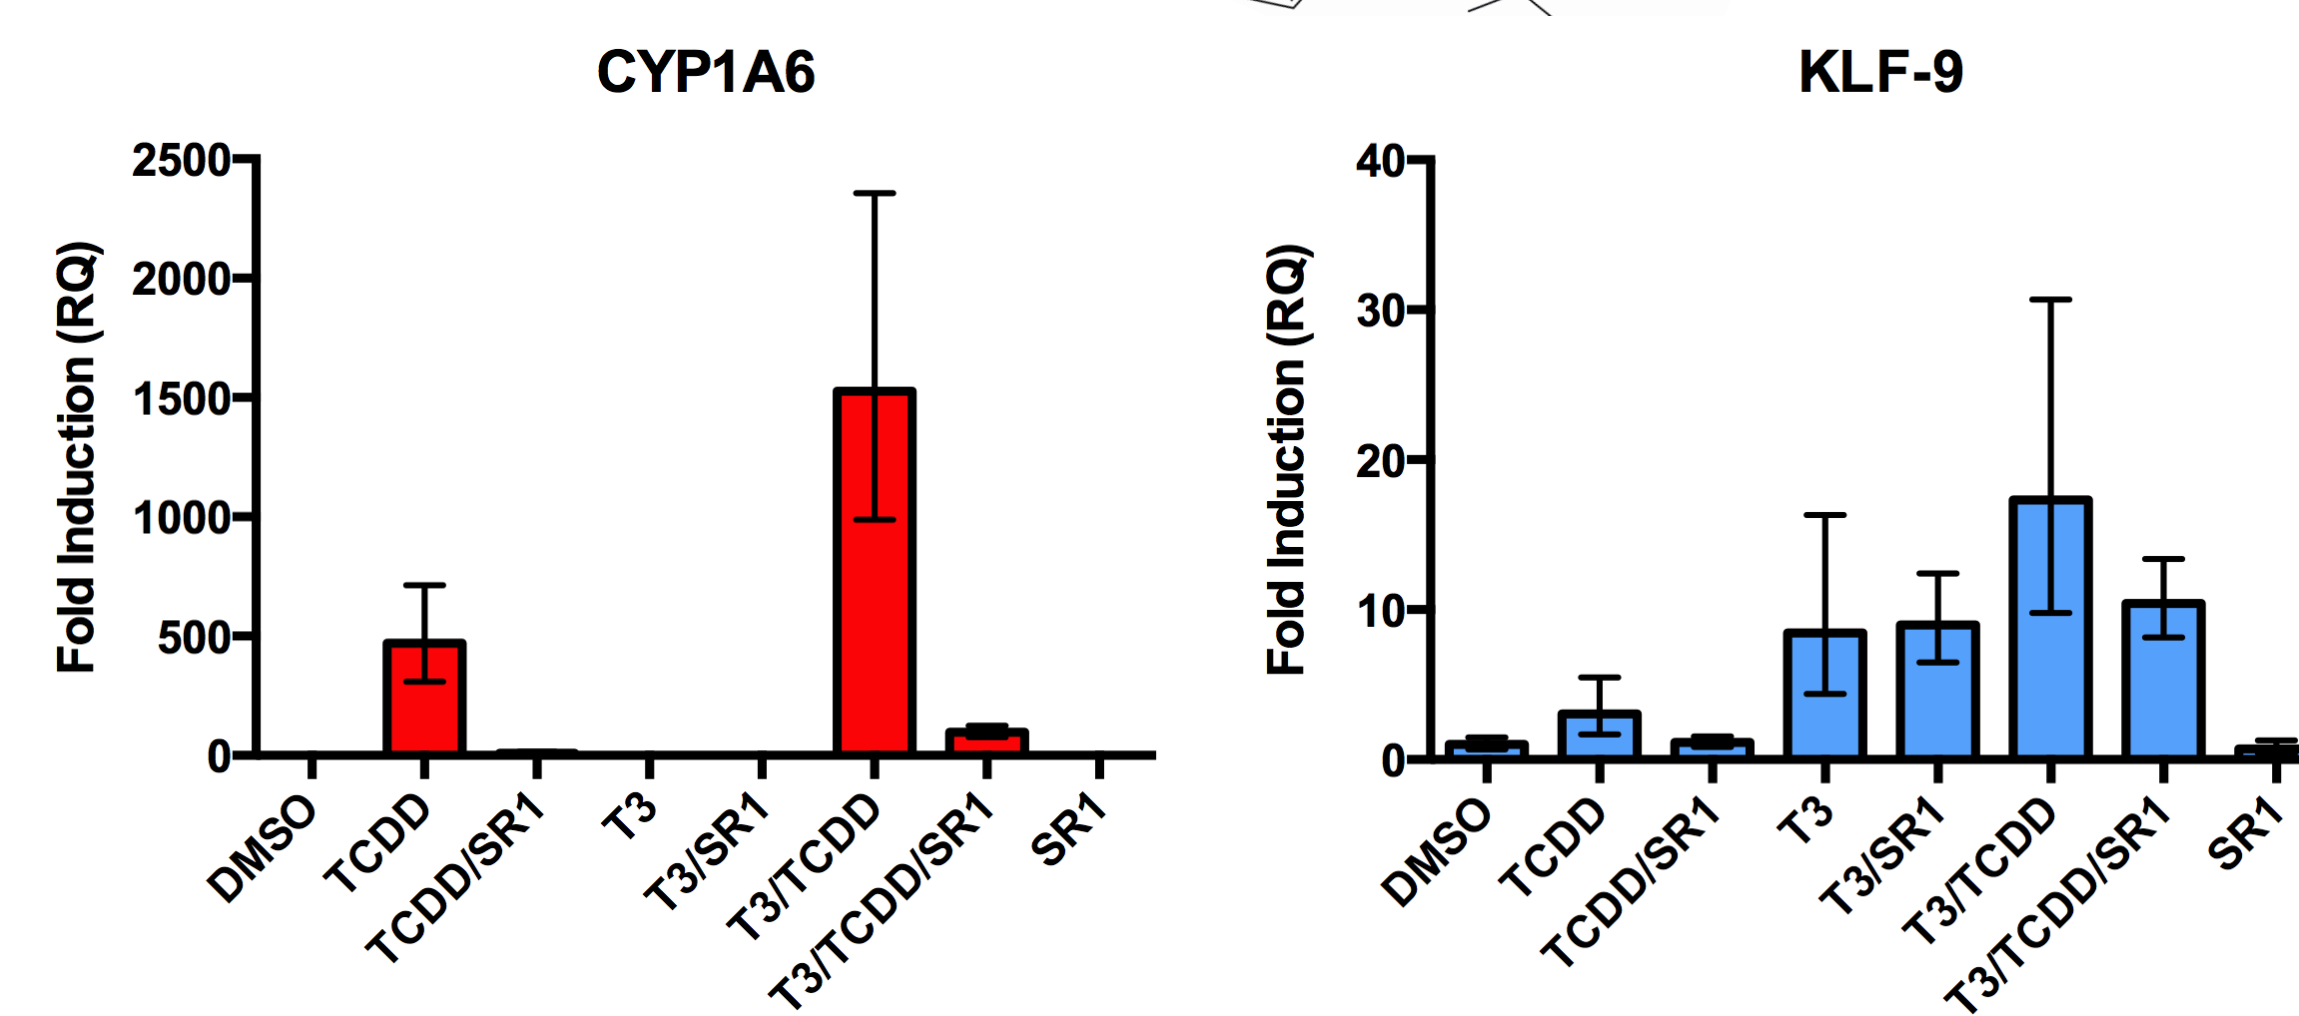 CYP1A6
Fold Induction (RQ)
2500
2000
1500
1000
500
0
DMSO
TCDD
TCDD/SR1
T3
T3/SR1
T3/TCDD
T3/TCDD/SR1
SR1
KLF-9
Fold Induction (RQ)
40
30
20
10
0
DMSO
TCDD
TCDD/SR1
T3
T3/SR1
T3/TCDD
T3/TCDD/SR1
SR1